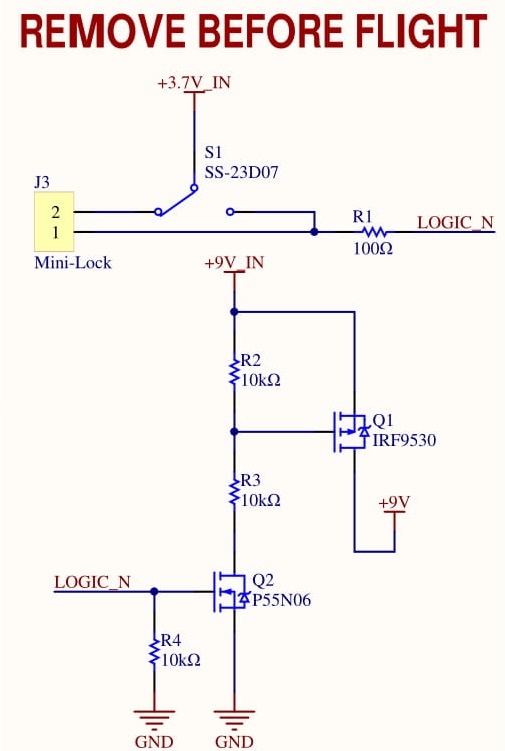 REMOVE BEFORE FLIGHT
+3.7V_IN
S1
SS-23D07
J3
2
1
Mini-Lock
R1
100Ω
LOGIC_N
+9V_IN
R2
10kΩ
Q1
IRF9530
R3
10kΩ
+9V
LOGIC_N
Q2
P55N06
R4
10kΩ
GND
GND